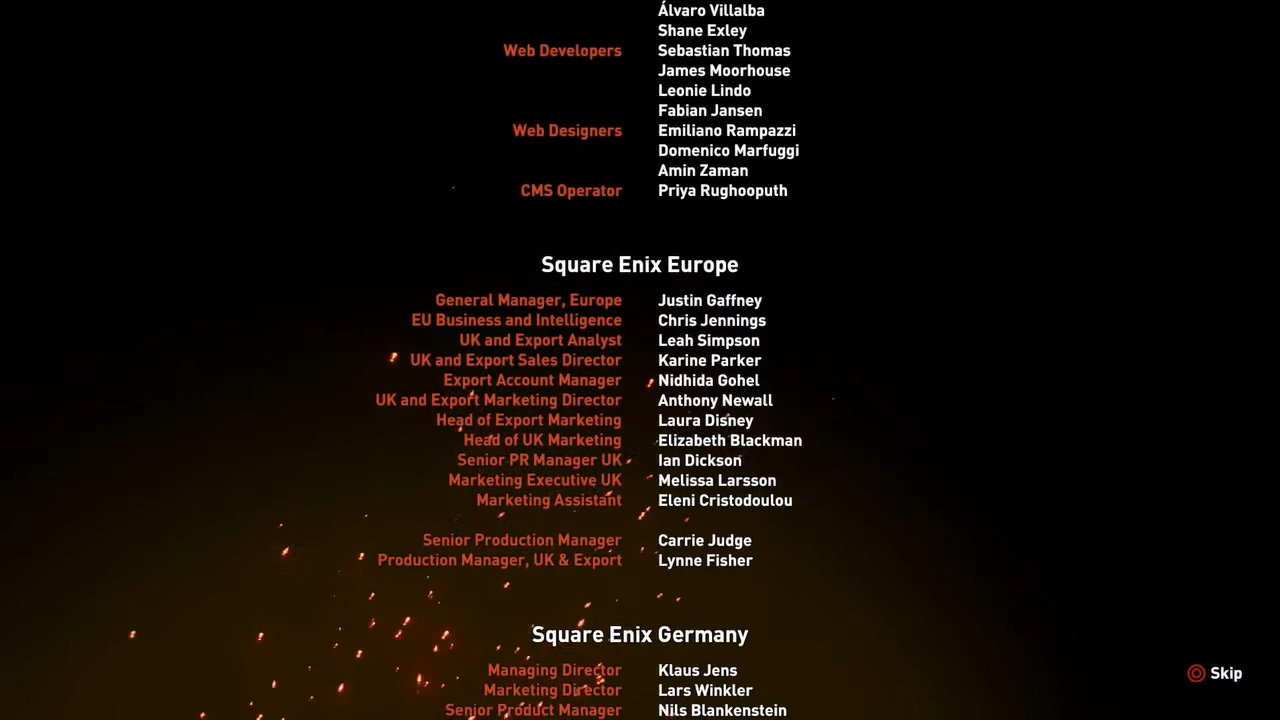 Álvaro Villalba
Shane Exley
Web Developers Sebastian Thomas
James Moorhouse
Leonie Lindo
Fabian Jansen
Web Designers Emiliano Rampazzi
Domenico Marfuggi
Amin Zaman
CMS Operator Priya Rughooputh
Square Enix Europe
General Manager, Europe Justin Gaffney
EU Business and Intelligence Chris Jennings
UK and Export Analyst Leah Simpson
UK and Export Sales Director Karine Parker
Export Account Manager Nidhida Gohel
UK and Export Marketing Director Anthony Newall
Head of Export Marketing Laura Disney
Head of UK Marketing Elizabeth Blackman
Senior PR Manager UK Ian Dickson
Marketing Executive UK Melissa Larsson
Marketing Assistant Eleni Cristodoulou
Senior Production Manager Carrie Judge
Production Manager, UK & Export Lynne Fisher
Square Enix Germany
Managing Director Klaus Jens
Skip
Marketing Director Lars Winkler
Senior Product Manager Nils Blankenstein